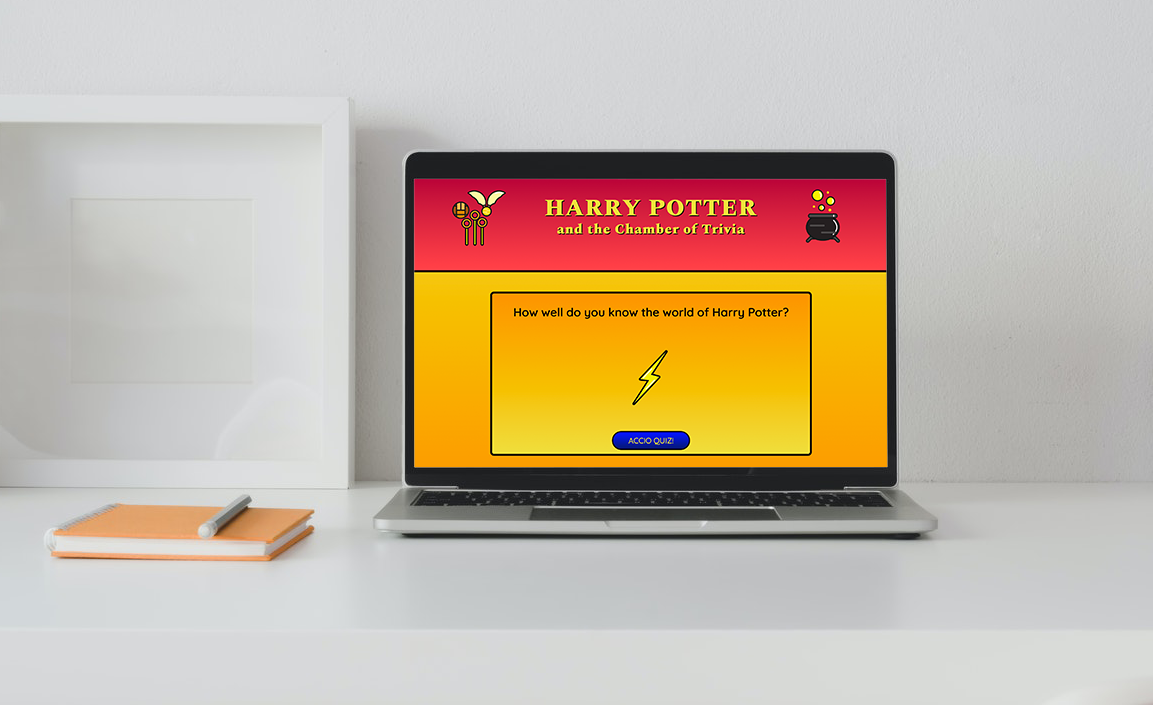 HARRY POTTER
and the Chamber of Trivia
How well do you know the world of Harry Potter?
ACCIO QUIZ!